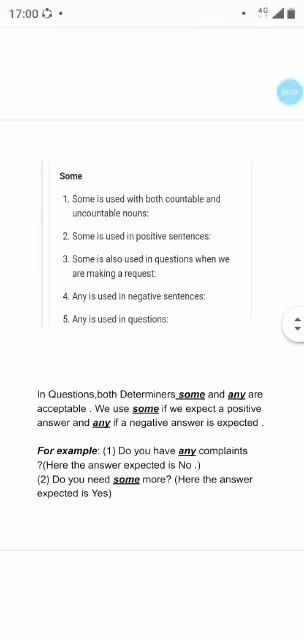 17:00
4G
Some
1. Some is used with both countable and
uncountable nouns:
2. Some is used in positive sentences:
3. Some is also used in questions when we
are making a request:
4. Any is used in negative sentences:
5. Any is used in questions:
In Questions,both Determiners some and any are
acceptable . We use some if we expect a positive
answer and any if a negative answer is expected .
For example: (1) Do you have any complaints
?(Here the answer expected is No .)
(2) Do you need some more? (Here the answer
expected is Yes)